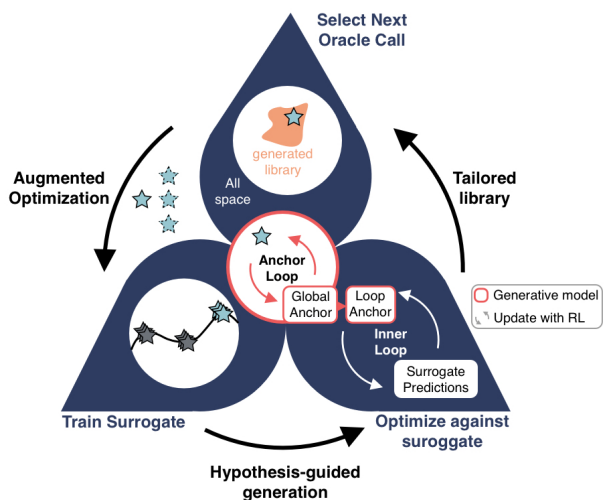 Select Next
Oracle Call
generated
library
All
space
Augmented
Optimization
Tailored
library
Anchor
Loop
Global
Anchor
Loop
Anchor
Generative model
Update with RL
Inner
Loop
Surrogate
Predictions
Train Surrogate
Optimize against
suroggate
Hypothesis-guided
generation